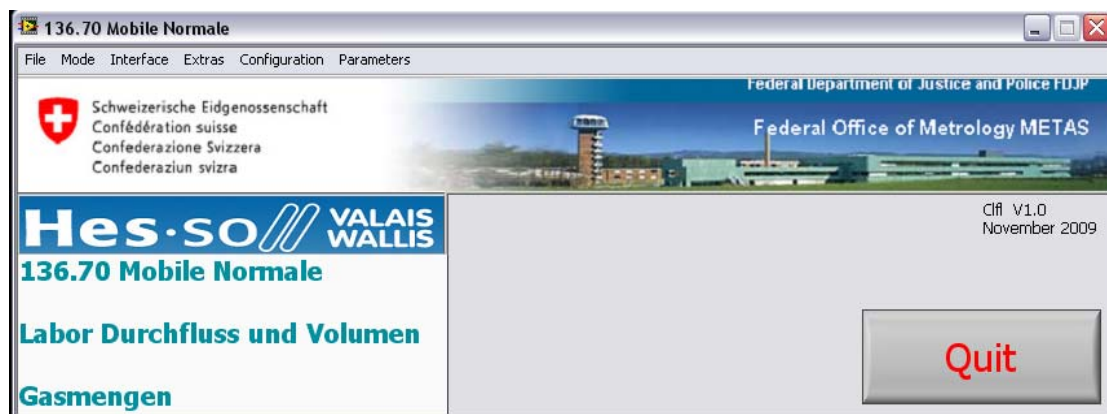 136.70 Mobile Normale
File Mode Interface Extras Configuration Parameters
Federal Department of Justice and Police FDJP
Schweizerische Eidgenossenschaft
Confédération suisse
Confederazione Svizzera
Confederaziun svizra
Federal Office of Metrology METAS
Hes·so VALAIS
WALLIS
Clfl V1.0
November 2009
136.70 Mobile Normale
Labor Durchfluss und Volumen
Quit
Gasmengen